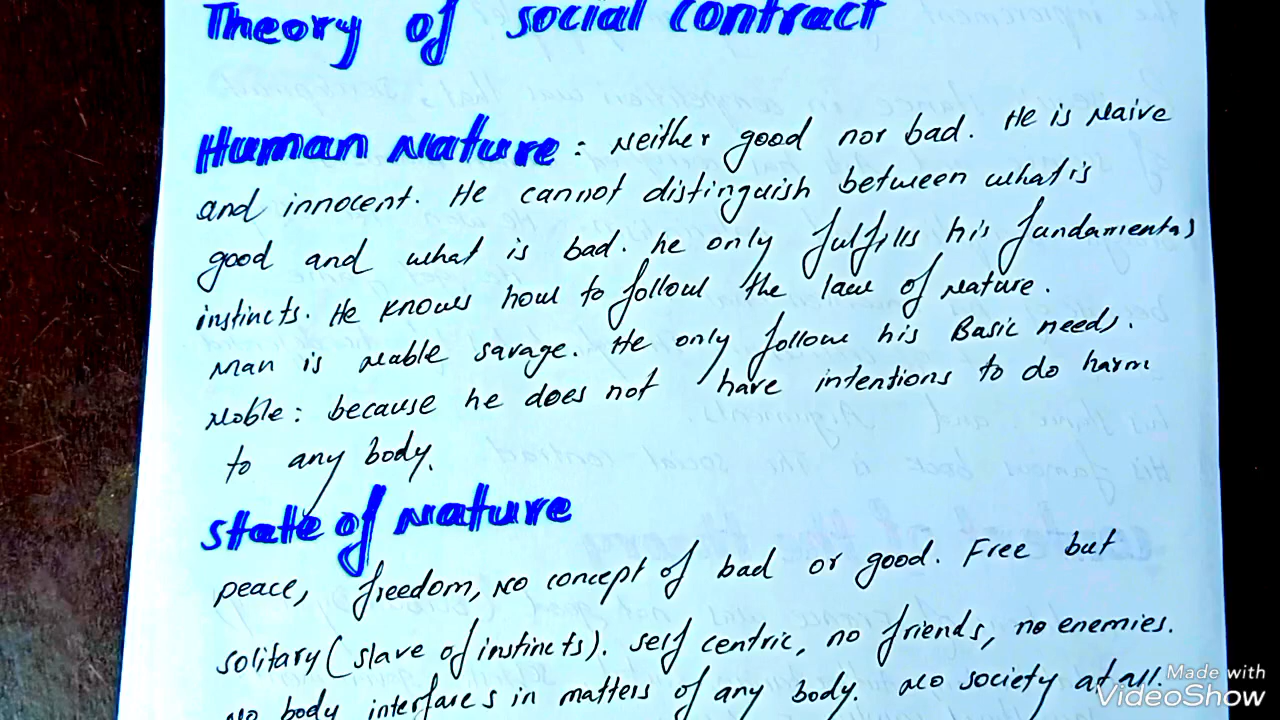 Theory of social contract
Human Nature : Neither good nor bad. He is Naive
and innocent. He cannot distinguish between what is
good and what is bad. he only fulfills his fundamental
instincts. He knows how to follow the law of Nature.
Man is Noble savage. He only follow his Basic needs.
Noble: because he does not have intentions to do harm
to any body.
State of Nature
peace, freedom, No concept of bad or good. Free but
solitary (slave of instincts). self centric, no friends, no enemies.
No body interfares in matters of any body. No society at all.
Made with
VideoShow